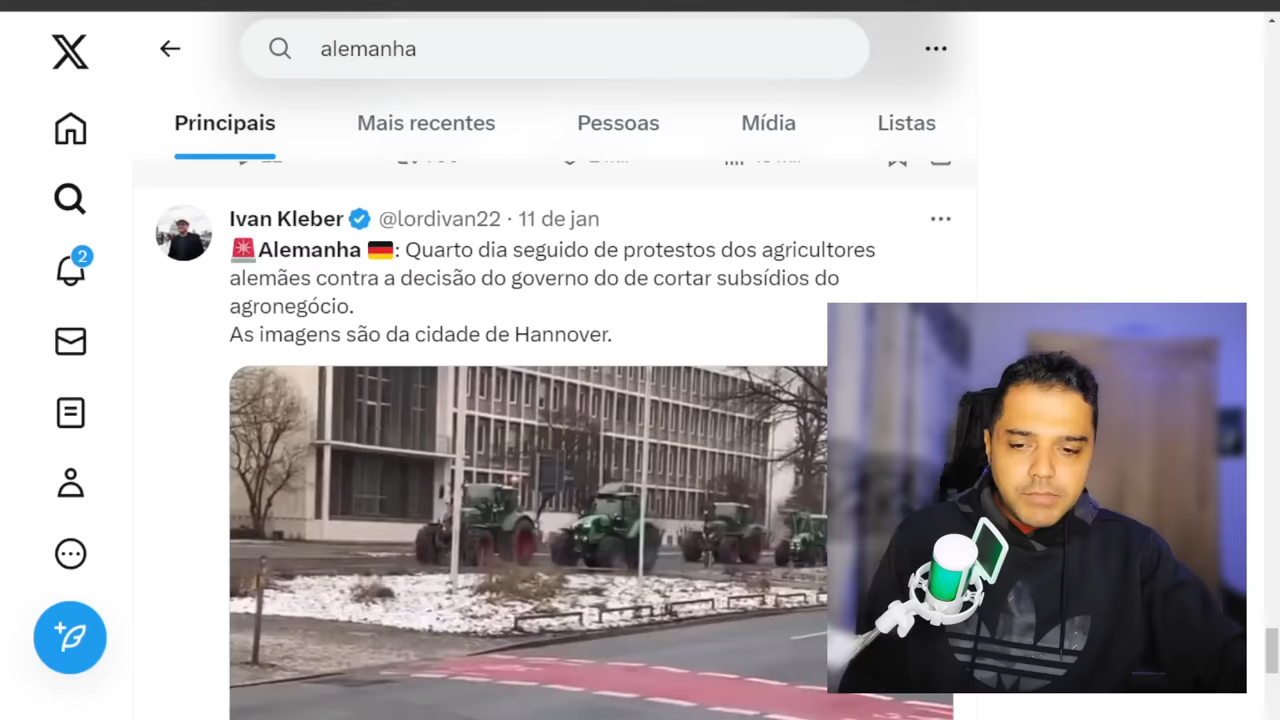 alemanha
Principais
Mais recentes
Pessoas
Mídia
Listas
2
Ivan Kleber @lordivan22 · 11 de jan
🚨Alemanha 🇩🇪: Quarto dia seguido de protestos dos agricultores
alemães contra a decisão do governo do de cortar subsídios do
agronegócio.
As imagens são da cidade de Hannover.